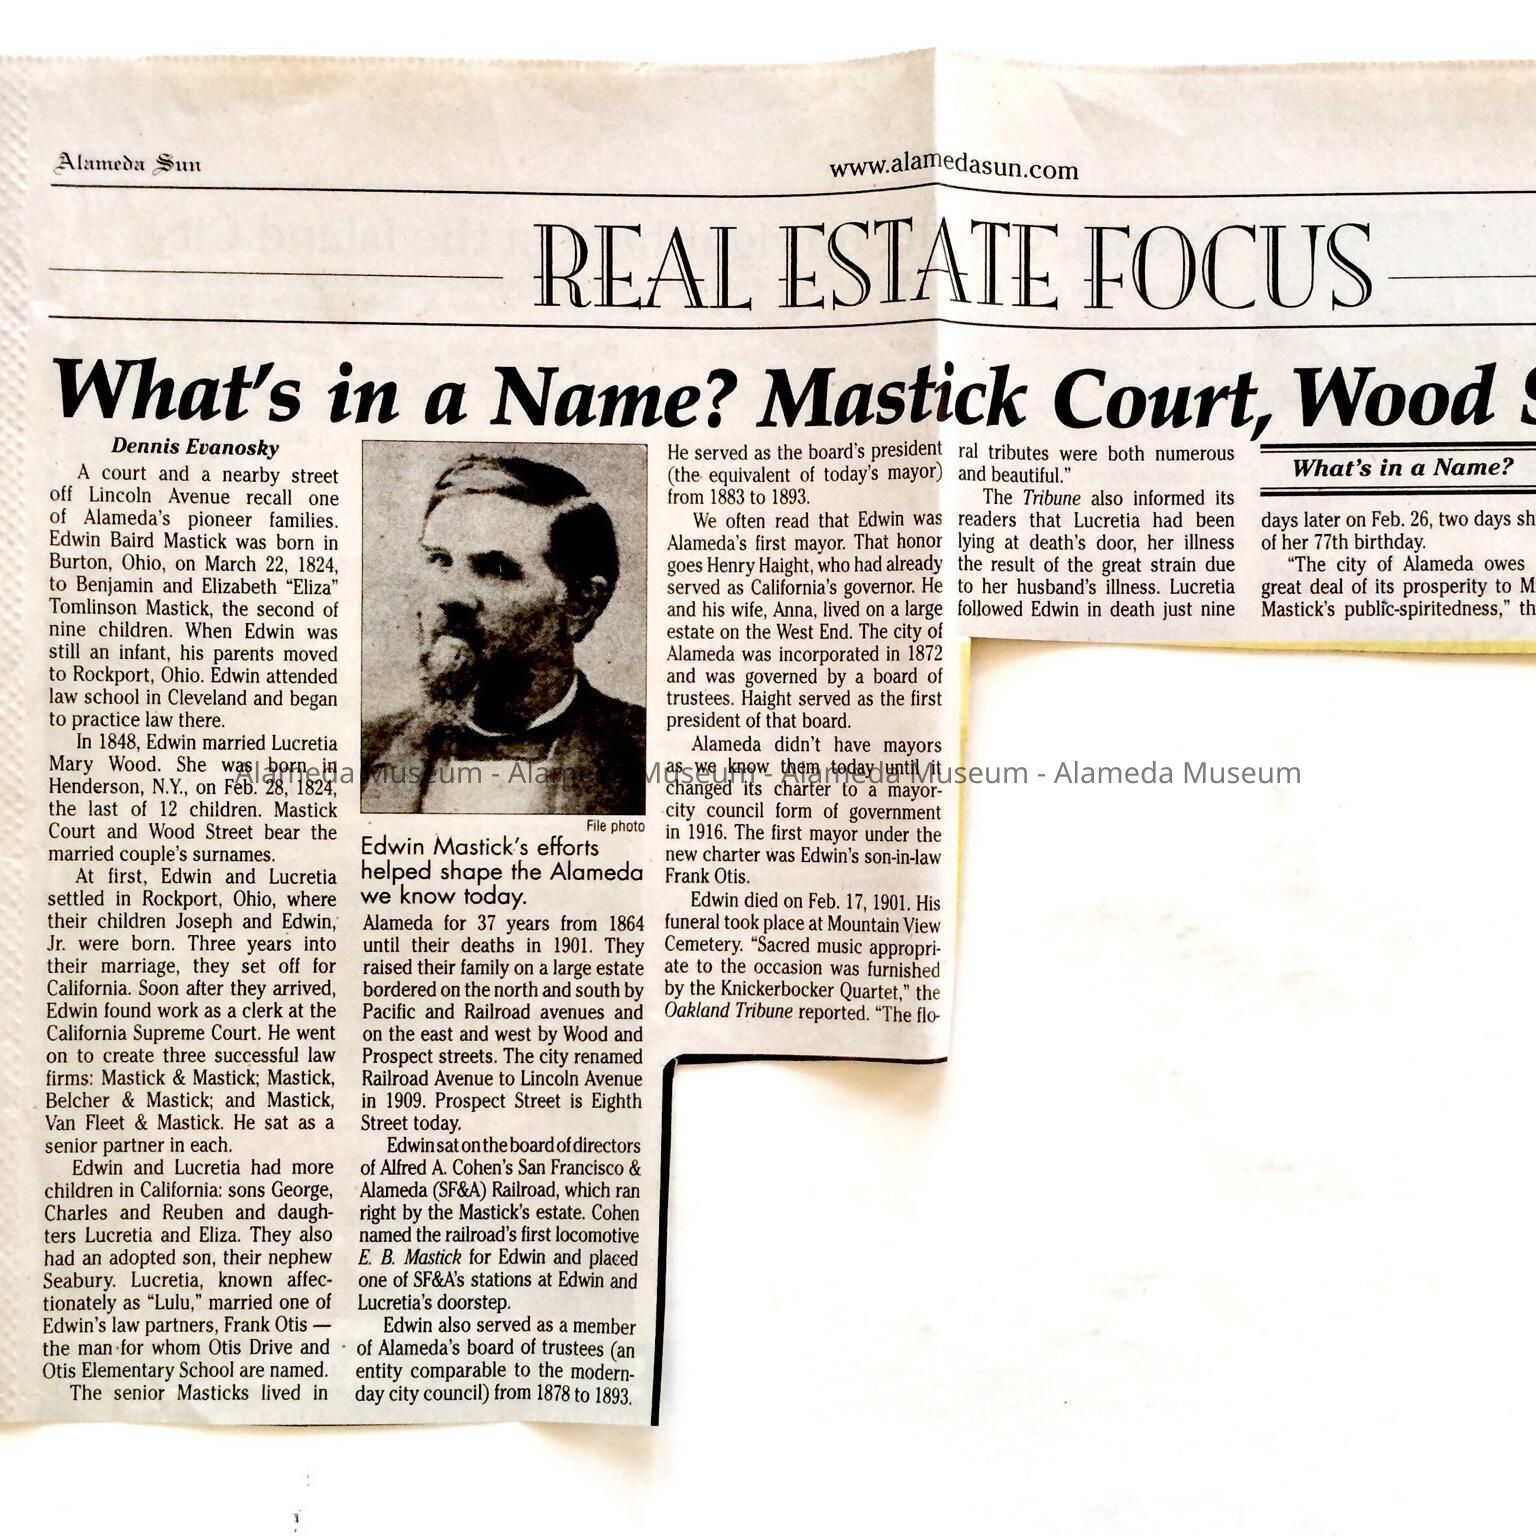 Alameda Sun
www.alamedasun.com
REAL ESTATE FOCUS
What's in a Name? Mastick Court, Wood
Dennis Evanosky
A court and a nearby street
off Lincoln Avenue recall one
of Alameda's pioneer families.
Edwin Baird Mastick was born in
Burton, Ohio, on March 22, 1824,
to Benjamin and Elizabeth "Eliza"
Tomlinson Mastick, the second of
nine children. When Edwin was
still an infant, his parents moved
to Rockport, Ohio. Edwin attended
law school in Cleveland and began
to practice law there.
In 1848, Edwin married Lucretia
Mary Wood. She was born in
Henderson, N.Y., on Feb. 28, 1824,
the last of 12 children. Mastick
Court and Wood Street bear the
married couple's surnames.
At first, Edwin and Lucretia
settled in Rockport, Ohio, where
their children Joseph and Edwin,
Jr. were born. Three years into
their marriage, they set off for
California. Soon after they arrived,
Edwin found work as a clerk at the
California Supreme Court. He went
on to create three successful law
firms: Mastick & Mastick; Mastick,
Belcher & Mastick; and Mastick,
Van Fleet & Mastick. He sat as a
senior partner in each.
Edwin and Lucretia had more
children in California: sons George,
Charles and Reuben and daugh-
ters Lucretia and Eliza. They also
had an adopted son, their nephew
Seabury. Lucretia, known affec-
tionately as "Lulu," married one of
Edwin's law partners, Frank Otis —
the man for whom Otis Drive and
Otis Elementary School are named.
The senior Masticks lived in
File photo
Edwin Mastick's efforts
helped shape the Alameda
we know today.
Alameda for 37 years from 1864
until their deaths in 1901. They
raised their family on a large estate
bordered on the north and south by
Pacific and Railroad avenues and
on the east and west by Wood and
Prospect streets. The city renamed
Railroad Avenue to Lincoln Avenue
in 1909. Prospect Street is Eighth
Street today.
Edwin sat on the board of directors
of Alfred A. Cohen's San Francisco &
Alameda (SF&A) Railroad, which ran
right by the Mastick's estate. Cohen
named the railroad's first locomotive
E. B. Mastick for Edwin and placed
one of SF&A's stations at Edwin and
Lucretia's doorstep.
Edwin also served as a member
of Alameda's board of trustees (an
entity comparable to the modern-
day city council) from 1878 to 1893.
He served as the board's president
(the equivalent of today's mayor)
from 1883 to 1893.
We often read that Edwin was
Alameda's first mayor. That honor
goes Henry Haight, who had already
served as California's governor. He
and his wife, Anna, lived on a large
estate on the West End. The city of
Alameda was incorporated in 1872
and was governed by a board of
trustees. Haight served as the first
president of that board.
Alameda didn't have mayors
as we know them today until it
changed its charter to a mayor-
city council form of government
in 1916. The first mayor under the
new charter was Edwin's son-in-law
Frank Otis.
Edwin died on Feb. 17, 1901. His
funeral took place at Mountain View
Cemetery. "Sacred music appropri-
ate to the occasion was furnished
by the Knickerbocker Quartet," the
Oakland Tribune reported. "The flo-
ral tributes were both numerous
and beautiful."
The Tribune also informed its
readers that Lucretia had been
lying at death's door, her illness
the result of the great strain due
to her husband's illness. Lucretia
followed Edwin in death just nine
What's in a Name?
days later on Feb. 26, two days sh
of her 77th birthday.
"The city of Alameda owes
great deal of its prosperity to M
Mastick's public-spiritedness," th
Alameda Museum - Alameda Museum - Alameda Museum - Alameda Museum